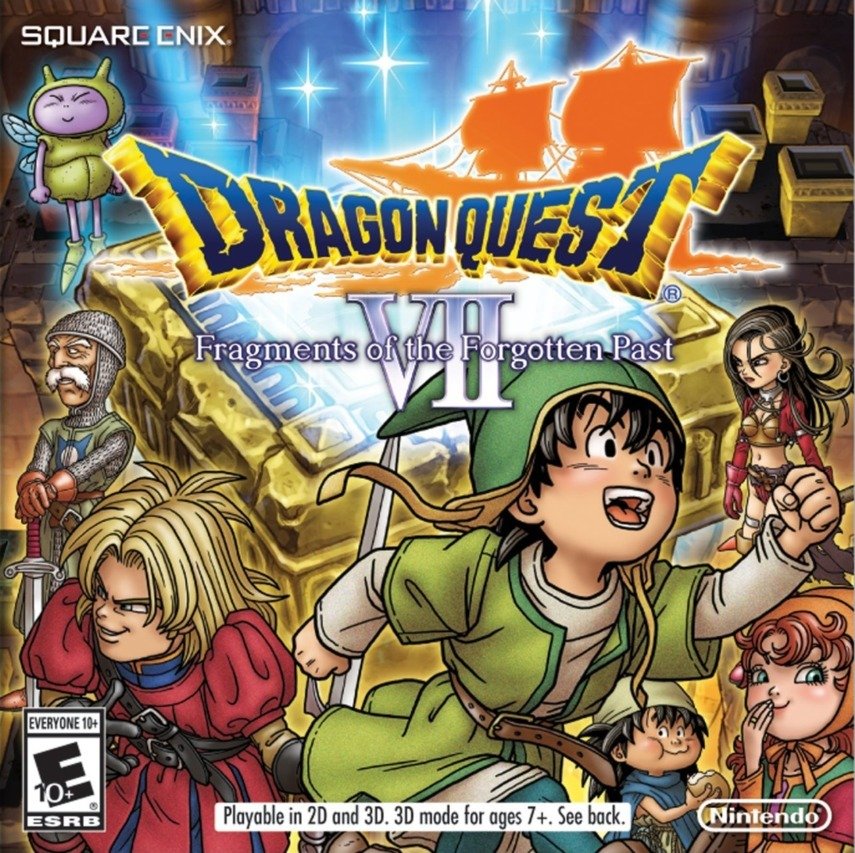 SQUARE ENIX®
DRAGON QUEST®
VII
Fragments of the Forgotten Past
EVERYONE 10+
E
10+
®
ESRB
Playable in 2D and 3D. 3D mode for ages 7+. See back.
Nintendo®